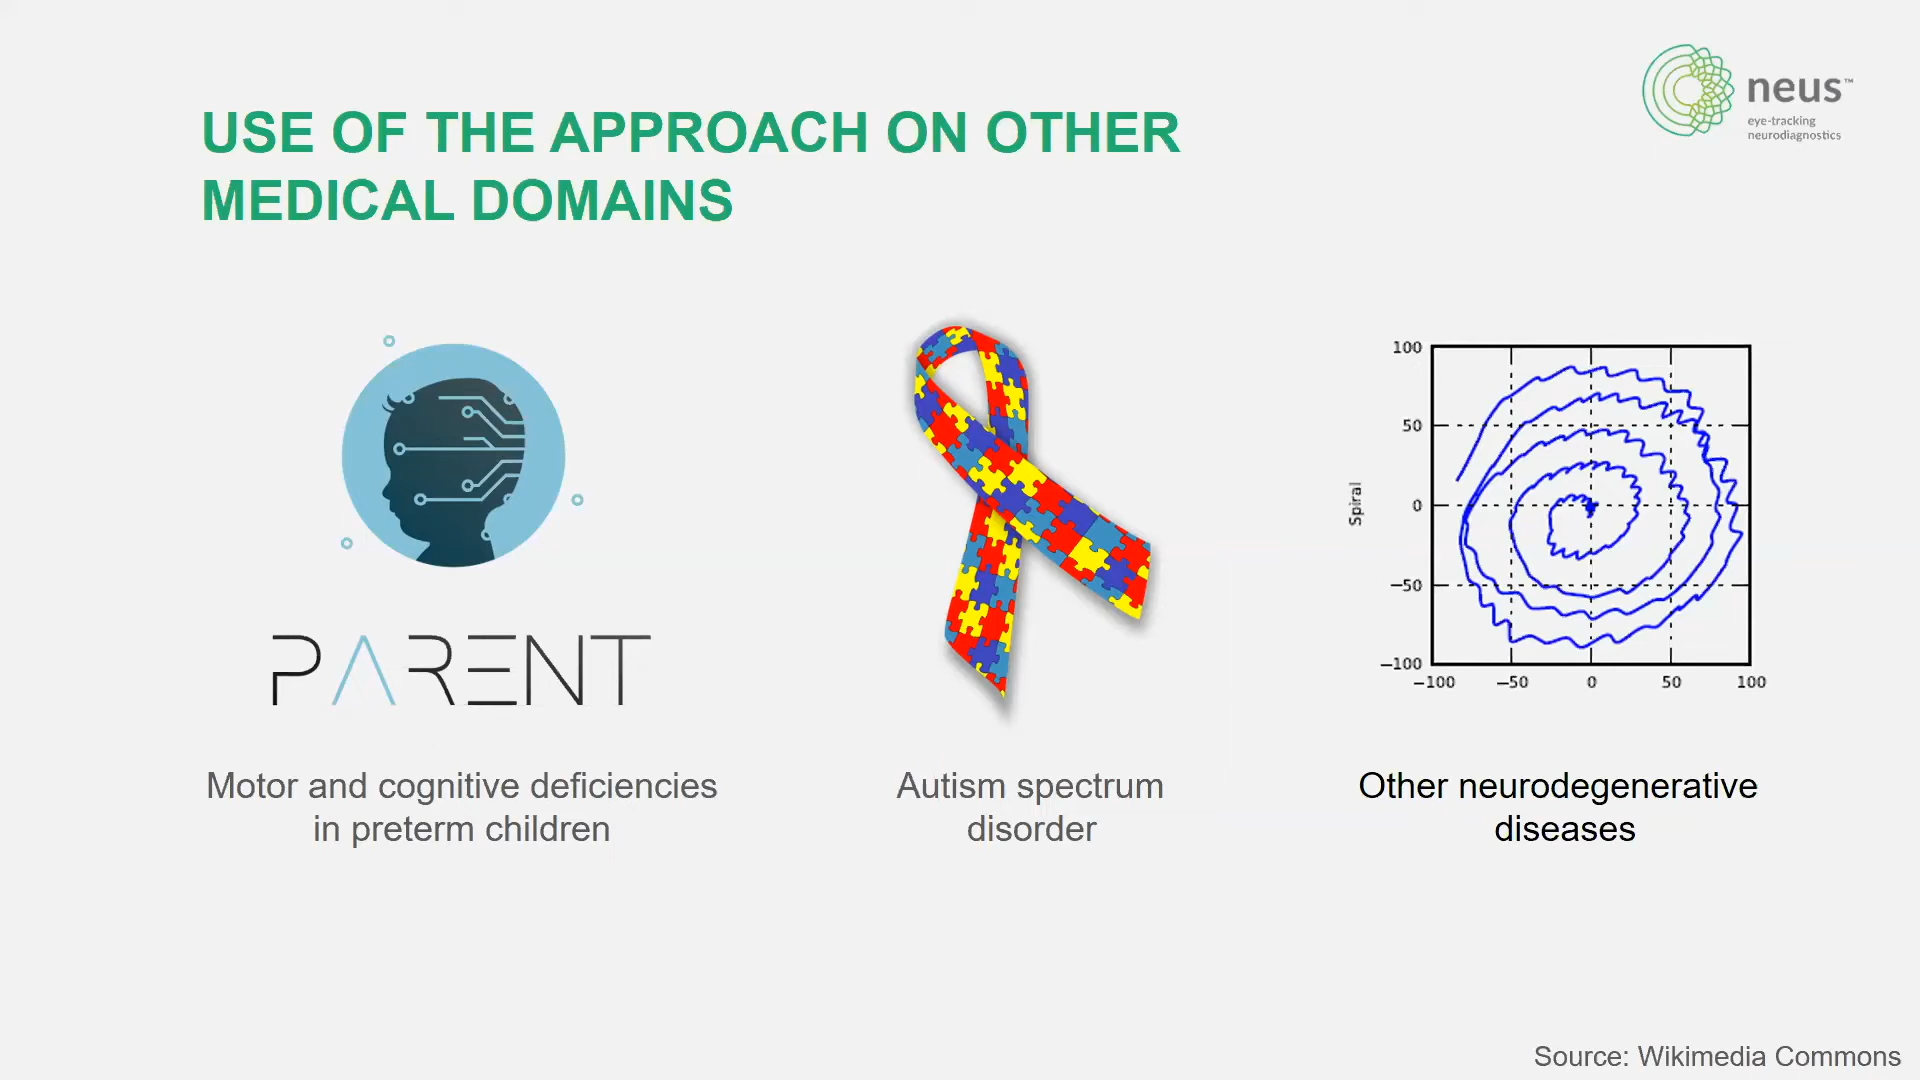 neus™
eye-tracking
neurodiagnostics
USE OF THE APPROACH ON OTHER
MEDICAL DOMAINS
PARENT
Motor and cognitive deficiencies
in preterm children
Autism spectrum
disorder
100
50
0
−50
−100
Spiral
−100 −50 0 50 100
Other neurodegenerative
diseases
Source: Wikimedia Commons